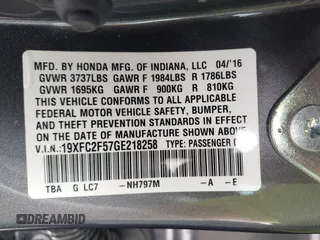 MFD. BY HONDA MFG. OF INDIANA, LLC 04/'16
GVWR 3737LBS GAWR F 1984LBS R 1786LBS
GVWR 1695KG GAWR F 900KG R 810KG
THIS VEHICLE CONFORMS TO ALL APPLICABLE
FEDERAL MOTOR VEHICLE SAFETY, BUMPER,
AND THEFT PREVENTION STANDARDS IN EFFECT
ON THE DATE OF MANUFACTURE SHOWN ABOVE.
V.I.N.: 19XFC2F57GE218258 TYPE: PASSENGER
TBA G LC7 -NH797M -A -E
DREAMBID